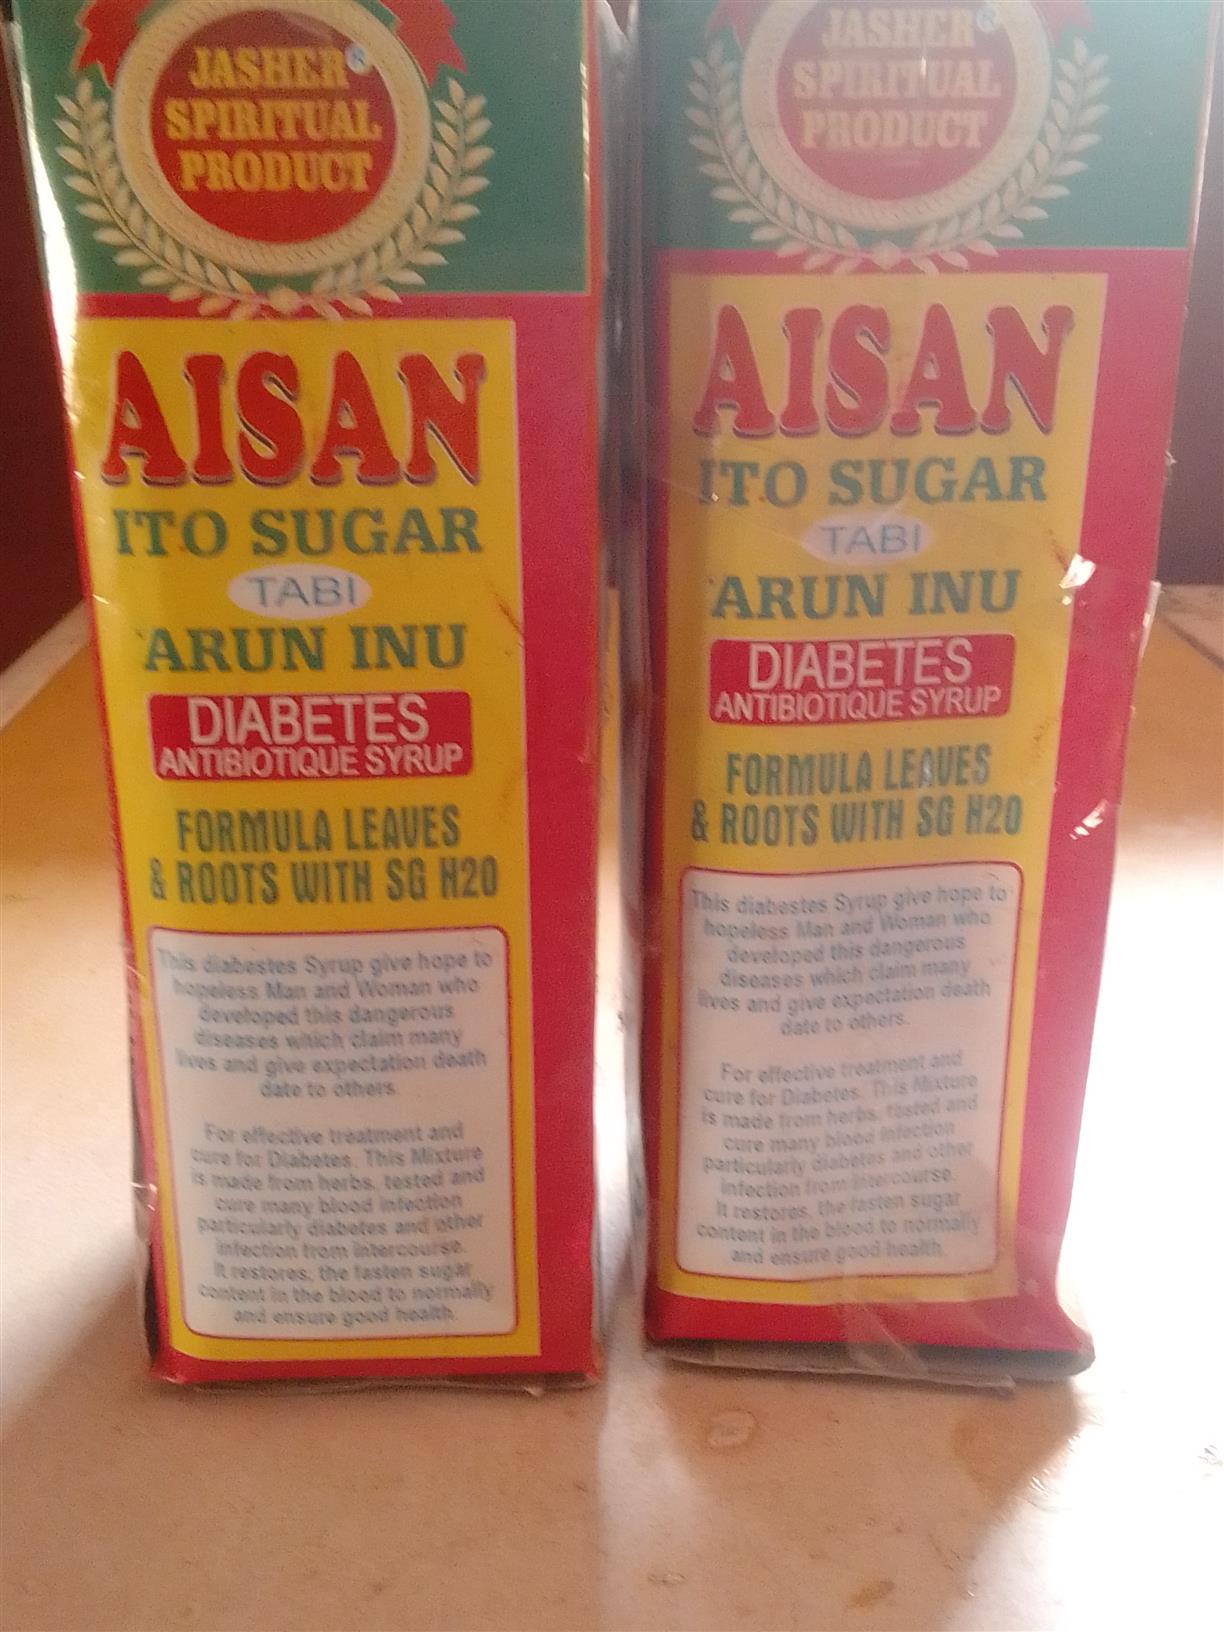 JASHER
SPIRITUAL
PRODUCT
AISAN
ITO SUGAR
TABI
ARUN INU
DIABETES
ANTIBIOTIQUE SYRUP
FORMULA LEAVES
& ROOTS WITH SG H20
This diabestes Syrup give hope to
hopeless Man and Woman who
developed this dangerous
diseases which claim many
lives and give expectation death
date to others.
For effective treatment and
cure for Diabetes. This Mixture
is made from herbs, tested and
cure many blood infection
particularly diabetes and other
infection from intercourse.
It restores, the fasten sugar
content in the blood to normally
and ensure good health.
JASHER
SPIRITUAL
PRODUCT
AISAN
ITO SUGAR
TABI
ARUN INU
DIABETES
ANTIBIOTIQUE SYRUP
FORMULA LEAVES
& ROOTS WITH SG H20
This diabestes Syrup give hope to
hopeless Man and Woman who
developed this dangerous
diseases which claim many
lives and give expectation death
date to others.
For effective treatment and
cure for Diabetes. This Mixture
is made from herbs, tested and
cure many blood infection
particularly diabetes and other
infection from intercourse.
It restores, the fasten sugar
content in the blood to normally
and ensure good health.